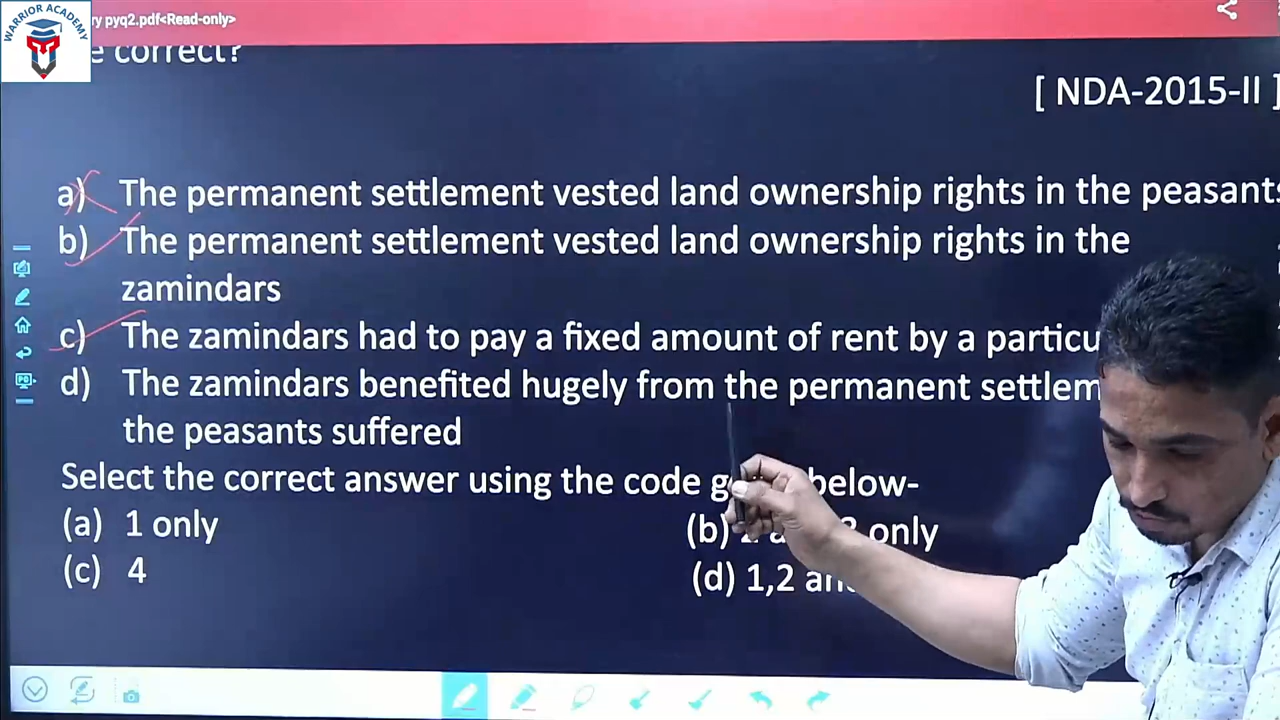 WARRIOR ACADEMY
ry pyq2.pdf<Read-only>
e correct?
[ NDA-2015-II ]
a) The permanent settlement vested land ownership rights in the peasants
b) The permanent settlement vested land ownership rights in the
zamindars
c) The zamindars had to pay a fixed amount of rent by a particu
d) The zamindars benefited hugely from the permanent settlem
the peasants suffered
Select the correct answer using the code below-
(a) 1 only
(b) only
(c) 4
(d) 1,2